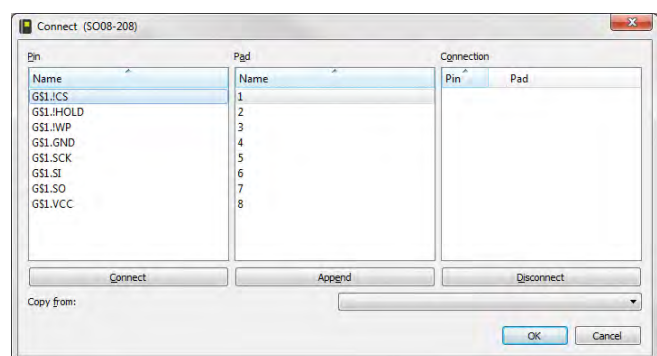 Connect (SO08-208)
Pin Pad Connection
Name Name Pin Pad
G$1.!CS 1
G$1.!HOLD 2
G$1.!WP 3
G$1.GND 4
G$1.SCK 5
G$1.SI 6
G$1.SO 7
G$1.VCC 8
Connect Append Disconnect
Copy from:
OK Cancel